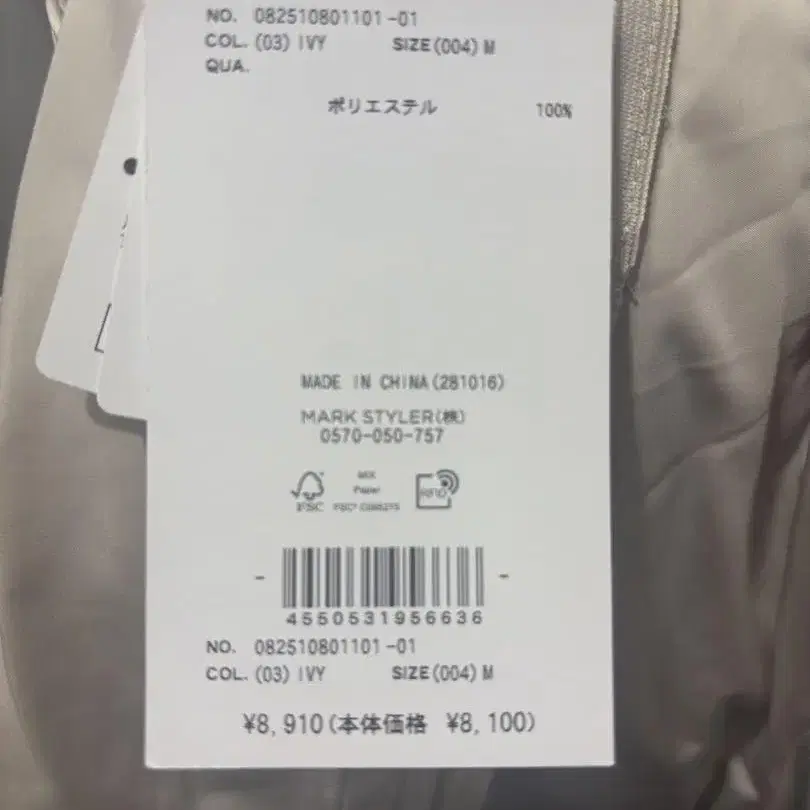 NO. 082510801101-01
COL. (03) IVY SIZE(004) M
QUA.
ポリエステル 100%
MADE IN CHINA(281016)
MARK STYLER(株)
0570-050-757
FSC
MIX
Paper
RFID
4550531956636
NO. 082510801101-01
COL. (03) IVY SIZE(004) M
¥8,910(本体価格 ¥8,100)